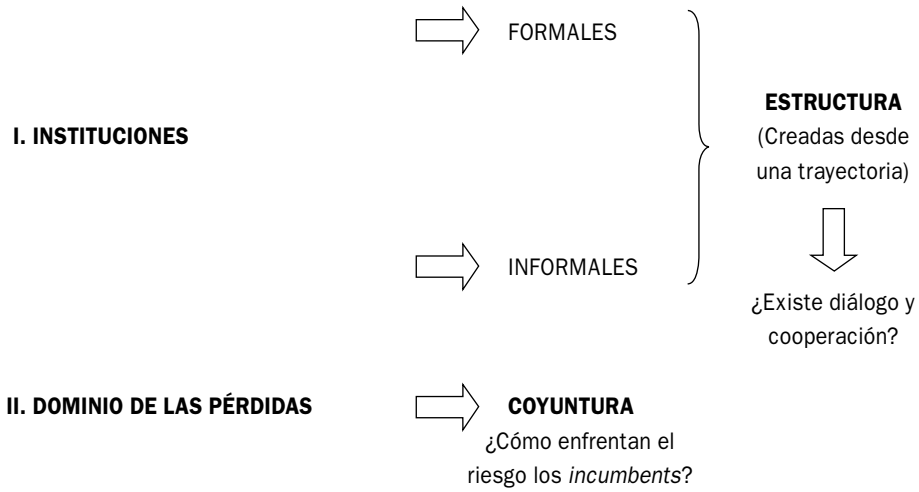 FORMALES
I. INSTITUCIONES
INFORMALES
ESTRUCTURA
(Creadas desde
una trayectoria)
¿Existe diálogo y
cooperación?
II. DOMINIO DE LAS PÉRDIDAS
COYUNTURA
¿Cómo enfrentan el
riesgo los incumbents?